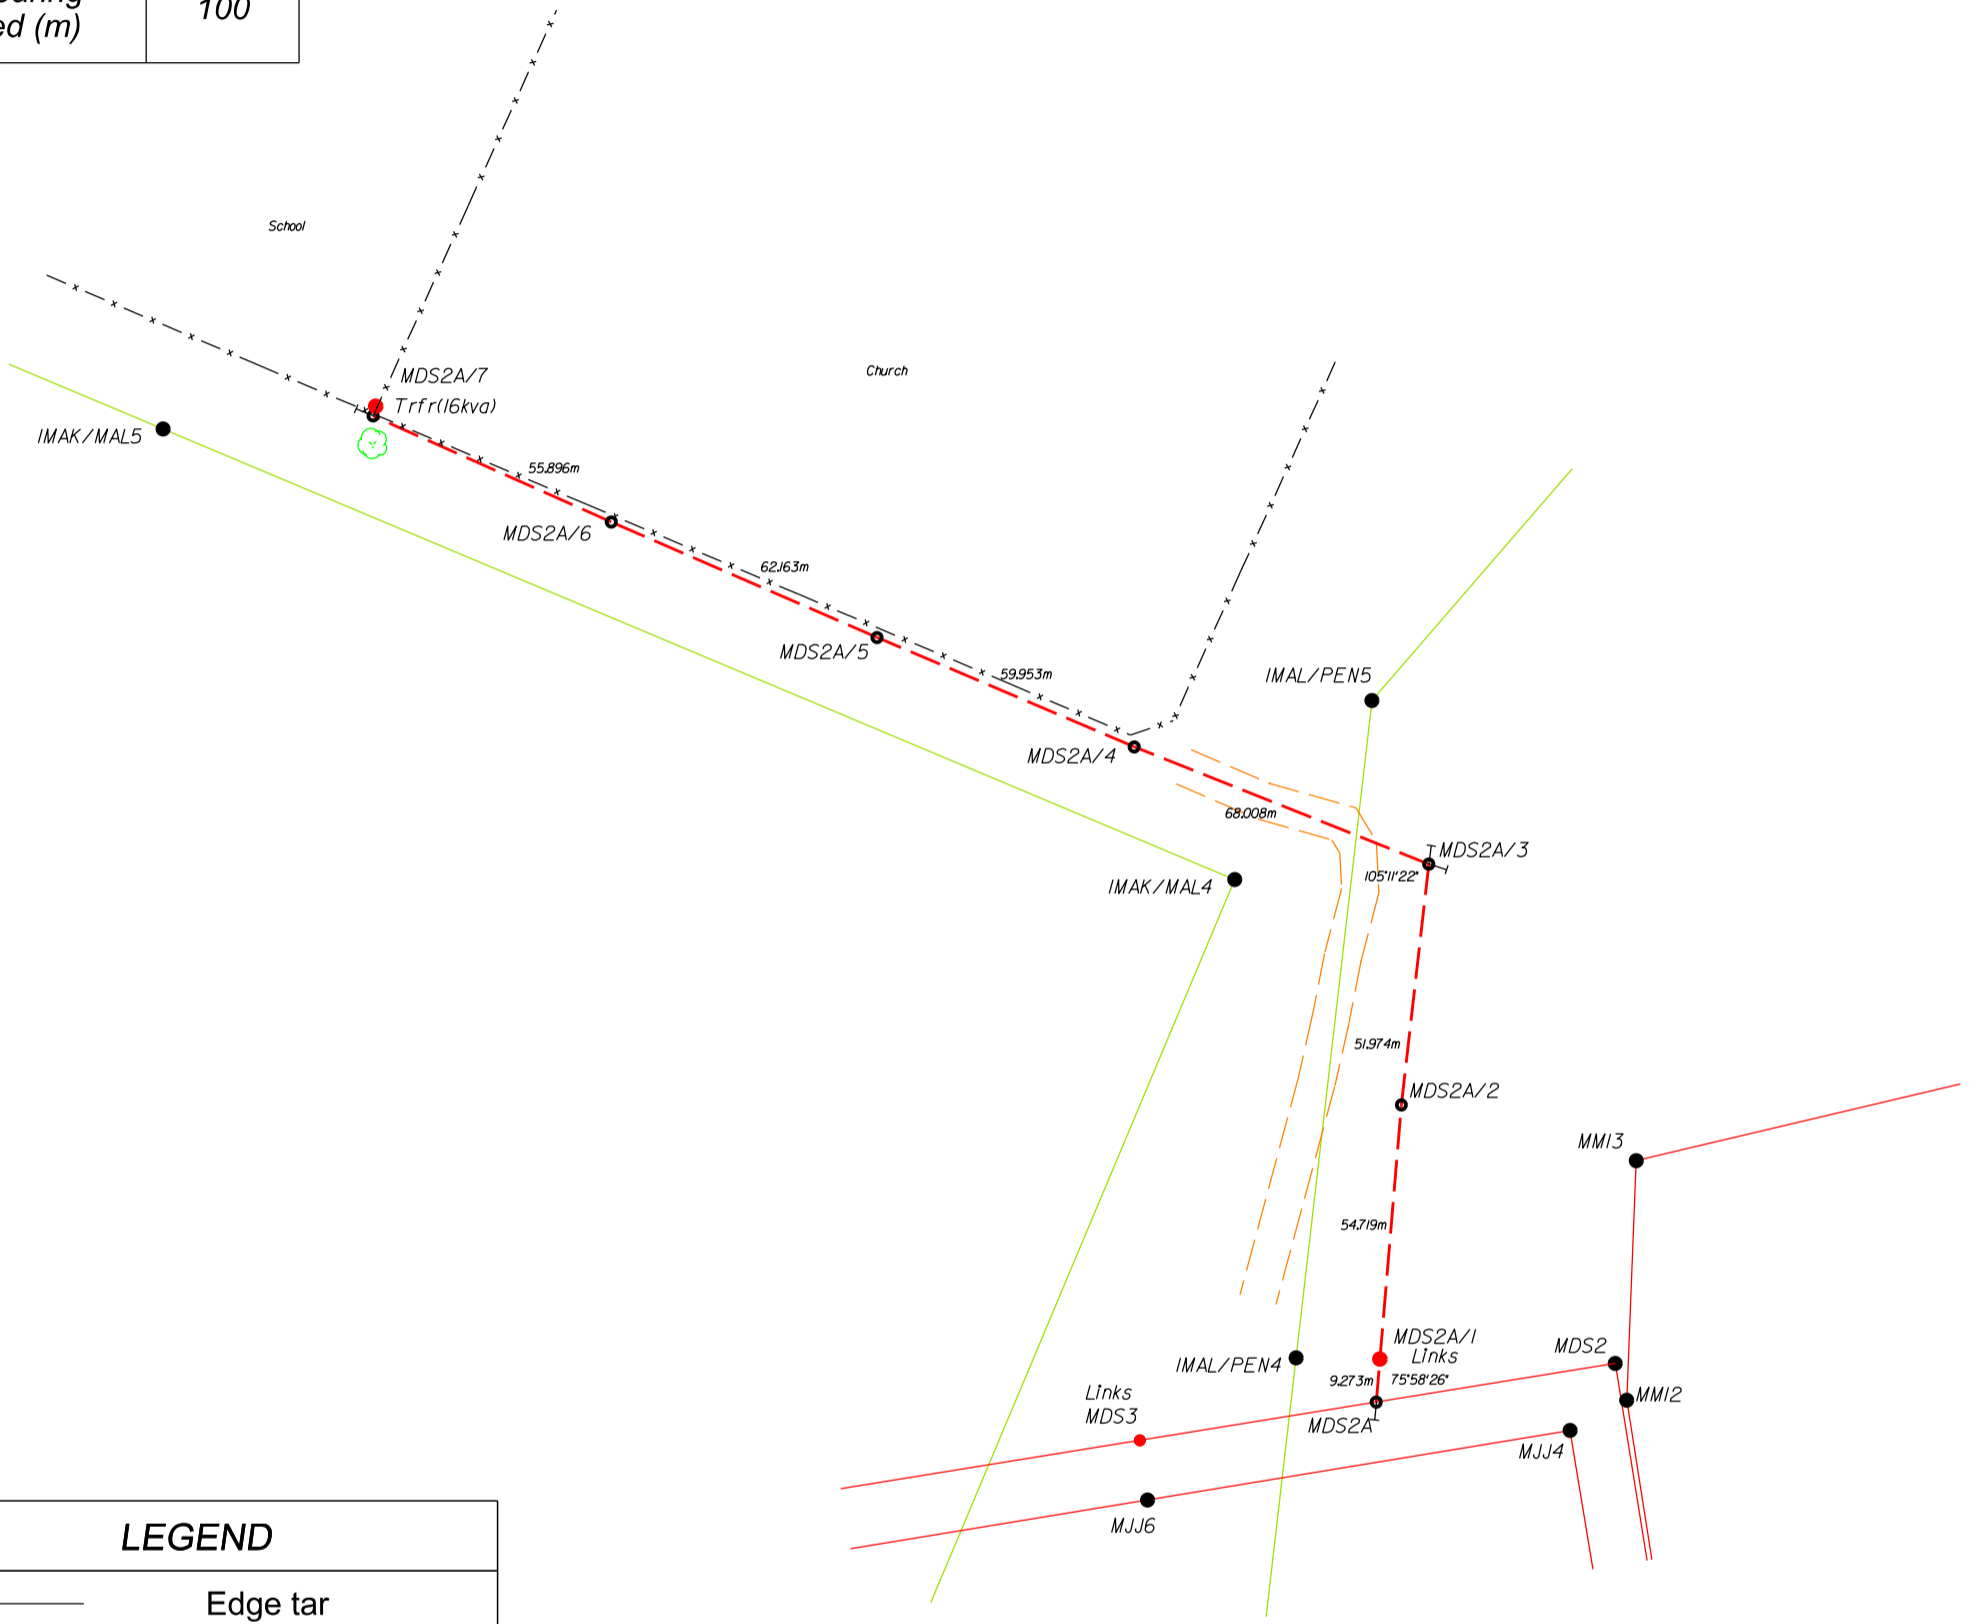 ed (m)
100
School
MDS2A/7
Trfr(16kva)
Church
IMAK/MAL5
55.896m
MDS2A/6
62.163m
MDS2A/5
59.953m
IMAL/PEN5
MDS2A/4
68.008m
MDS2A/3
105°11'22"
IMAK/MAL4
51.974m
MDS2A/2
MM13
54.719m
MDS2A/1
Links
MDS2
IMAL/PEN4
9.273m
75°58'26"
Links
MDS3
MM12
MDS2A
MJJ4
MJJ6
LEGEND
Edge tar